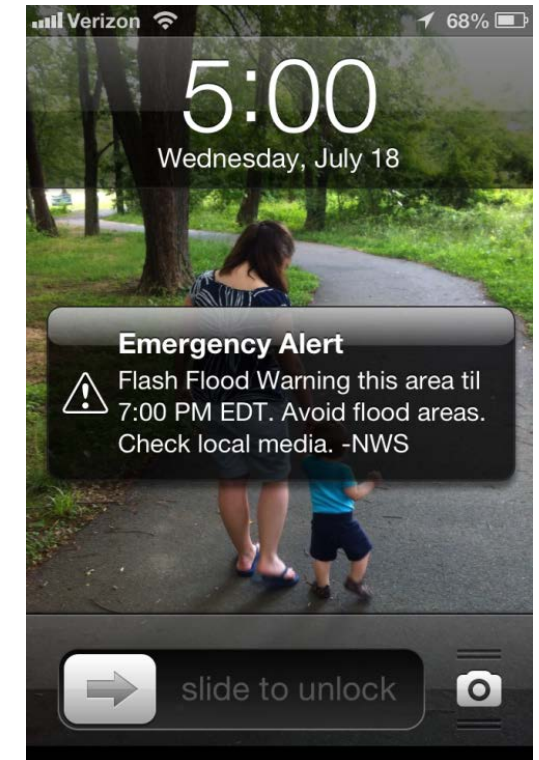 Verizon 68%
5:00
Wednesday, July 18
Emergency Alert
Flash Flood Warning this area til
7:00 PM EDT. Avoid flood areas.
Check local media. -NWS
slide to unlock